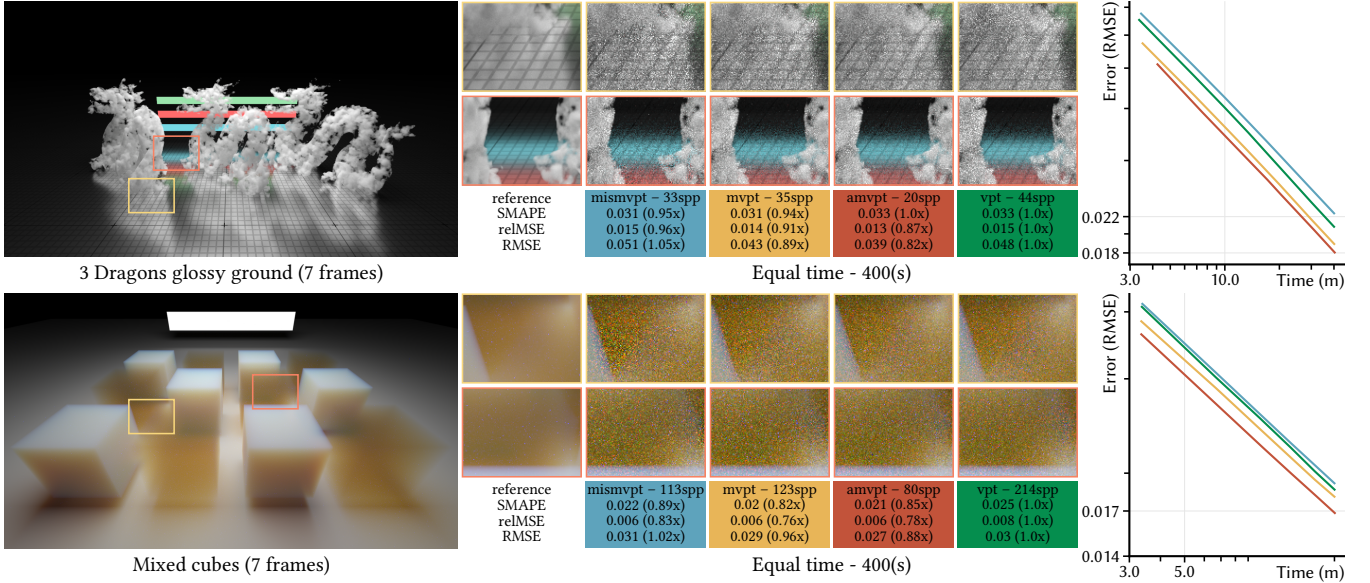 reference
SMAPE
relMSE
RMSE
mismvpt – 33spp
0.031 (0.95x)
0.015 (0.96x)
0.051 (1.05x)
mvpt – 35spp
0.031 (0.94x)
0.014 (0.91x)
0.043 (0.89x)
amvpt – 20spp
0.033 (1.0x)
0.013 (0.87x)
0.039 (0.82x)
vpt – 44spp
0.033 (1.0x)
0.015 (1.0x)
0.048 (1.0x)
3 Dragons glossy ground (7 frames)
Equal time - 400(s)
Error (RMSE)
0.022
0.018
3.0
10.0
Time (m)
reference
SMAPE
relMSE
RMSE
mismvpt – 113spp
0.022 (0.89x)
0.006 (0.83x)
0.031 (1.02x)
mvpt – 123spp
0.02 (0.82x)
0.006 (0.76x)
0.029 (0.96x)
amvpt – 80spp
0.021 (0.85x)
0.006 (0.78x)
0.027 (0.88x)
vpt – 214spp
0.025 (1.0x)
0.008 (1.0x)
0.03 (1.0x)
Mixed cubes (7 frames)
Equal time - 400(s)
Error (RMSE)
0.017
0.014
3.0
5.0
Time (m)